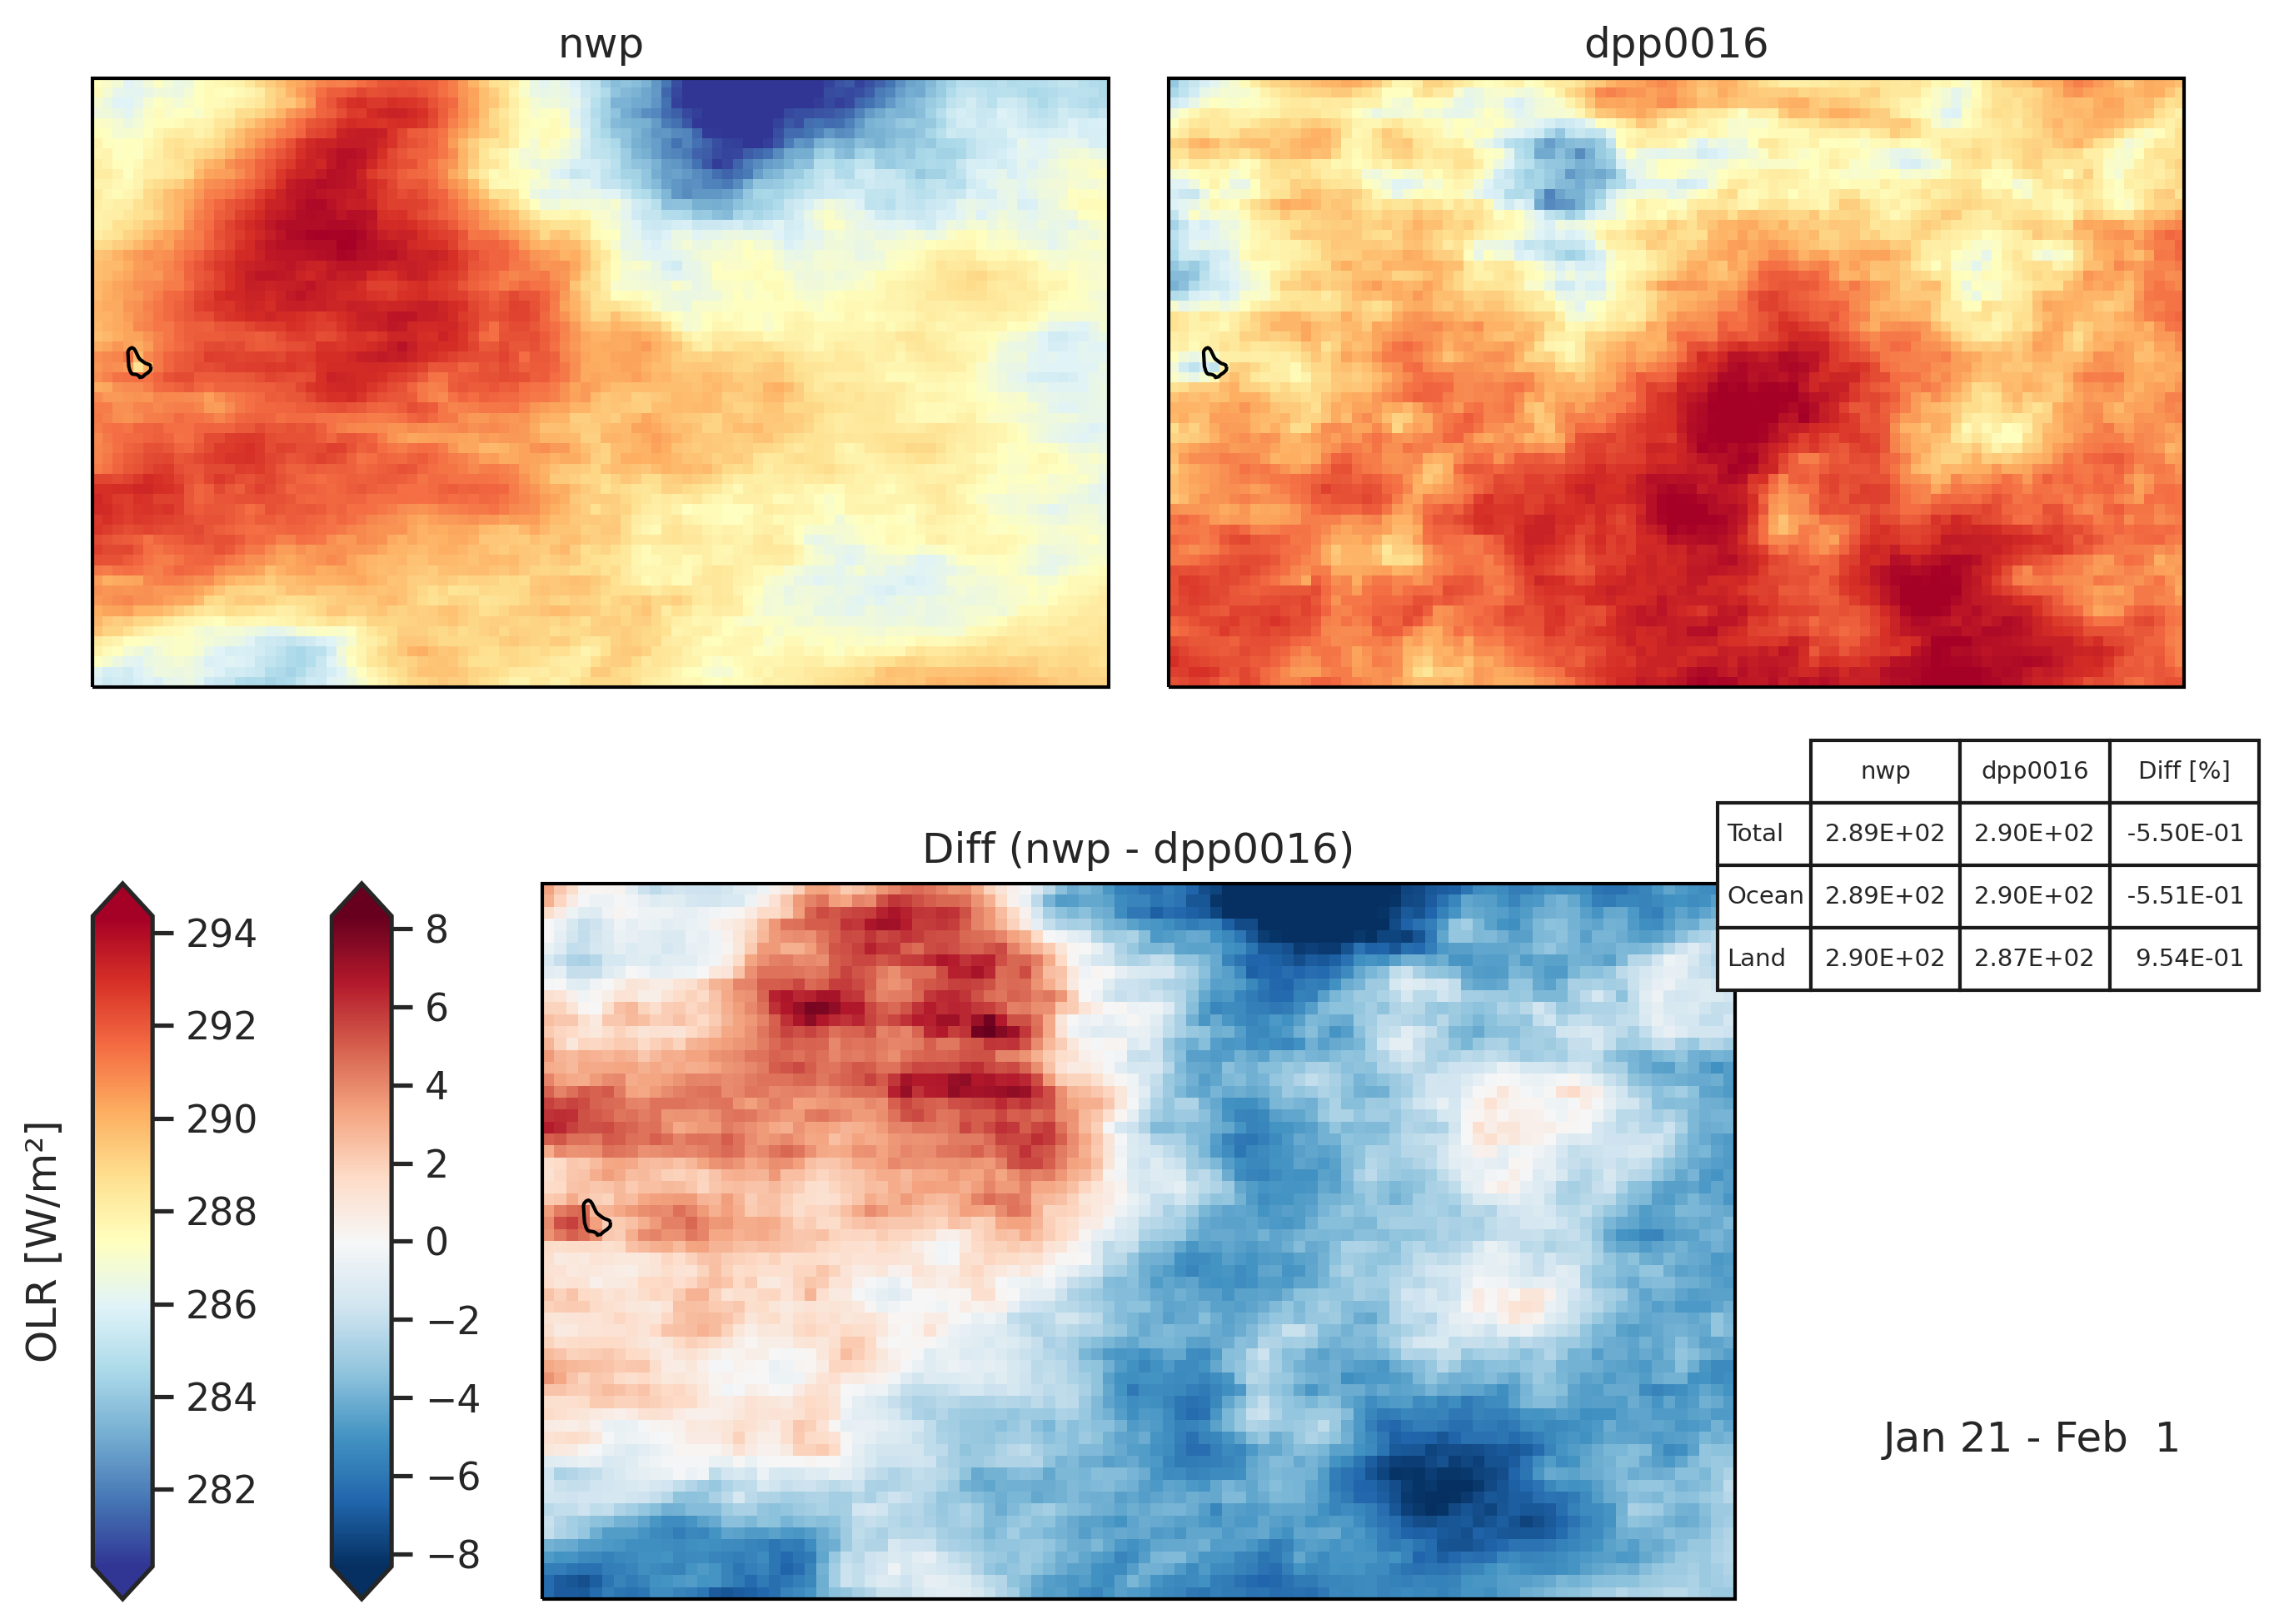 nwp
dpp0016
nwp dpp0016 Diff [%]
Total 2.89E+02 2.90E+02 -5.50E-01
Ocean 2.89E+02 2.90E+02 -5.51E-01
Land 2.90E+02 2.87E+02 9.54E-01
Diff (nwp - dpp0016)
OLR [W/m²]
294
292
290
288
286
284
282
8
6
4
2
0
−2
−4
−6
−8
Jan 21 - Feb  1